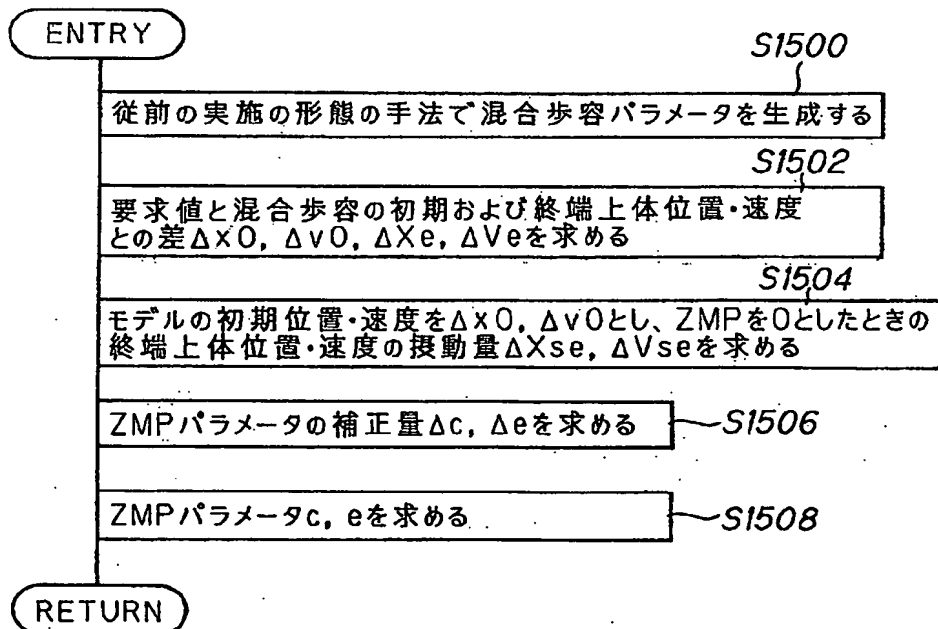 ENTRY
S1500
従前の実施の形態の手法で混合歩容パラメータを生成する
S1502
要求値と混合歩容の初期および終端上体位置・速度
との差Δx0, Δv0, ΔXe, ΔVeを求める
S1504
モデルの初期位置・速度をΔx0, Δv0とし、ZMPを0としたときの
終端上体位置・速度の摂動量ΔXse, ΔVseを求める
ZMPパラメータの補正量Δc, Δeを求める
S1506
ZMPパラメータc, eを求める
S1508
RETURN